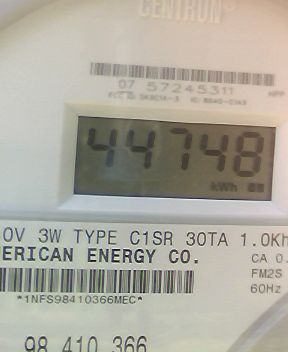 CENTRON®
07 57245311
44748
kWh
0V 3W TYPE C1SR 30TA 1.0Kh
ERICAN ENERGY CO.
CA 0.
FM2S
60Hz
*1NFS98410366MEC*
98 410 366